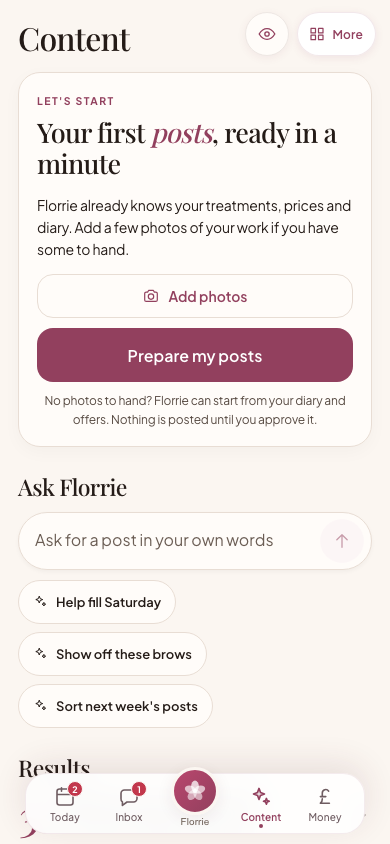 Content
More
LET'S START
Your first posts, ready in a
minute
Florrie already knows your treatments, prices and
diary. Add a few photos of your work if you have
some to hand.
Add photos
Prepare my posts
No photos to hand? Florrie can start from your diary and
offers. Nothing is posted until you approve it.
Ask Florrie
Ask for a post in your own words
Help fill Saturday
Show off these brows
Sort next week's posts
Results
2
1
Today
Inbox
Florrie
Content
£
Money